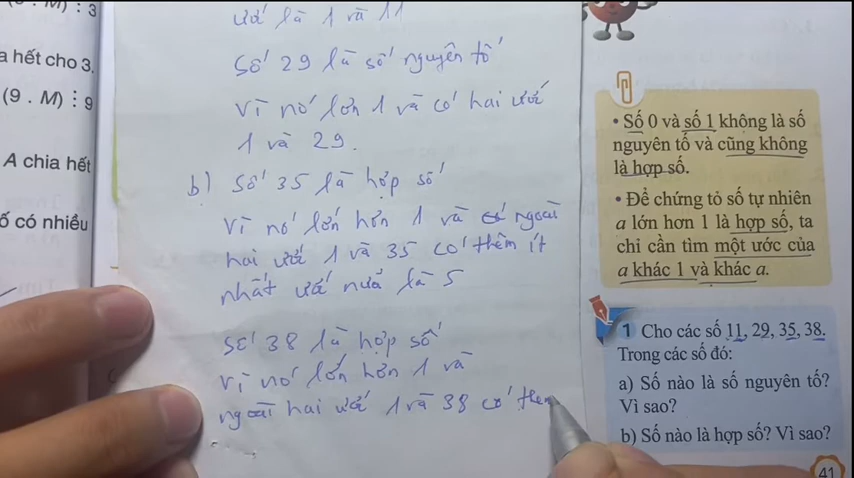 : 3
a hết cho 3.
(9 . M) ⋮ 9
A chia hết
ố có nhiều
ước là 1 và 11
Số 29 là số nguyên tố
Vì nó lớn 1 và có hai ước
1 và 29.
b) Số 35 là hợp số
Vì nó lớn hơn 1 và ngoài
hai ước 1 và 35 có thêm ít
nhất ước nữa là 5
Số 38 là hợp số
Vì nó lớn hơn 1 và
ngoài hai ước 1 và 38 có thêm
• Số 0 và số 1 không là số
nguyên tố và cũng không
là hợp số.
• Để chứng tỏ số tự nhiên
a lớn hơn 1 là hợp số, ta
chỉ cần tìm một ước của
a khác 1 và khác a.
1 Cho các số 11, 29, 35, 38.
Trong các số đó:
a) Số nào là số nguyên tố?
Vì sao?
b) Số nào là hợp số? Vì sao?
41